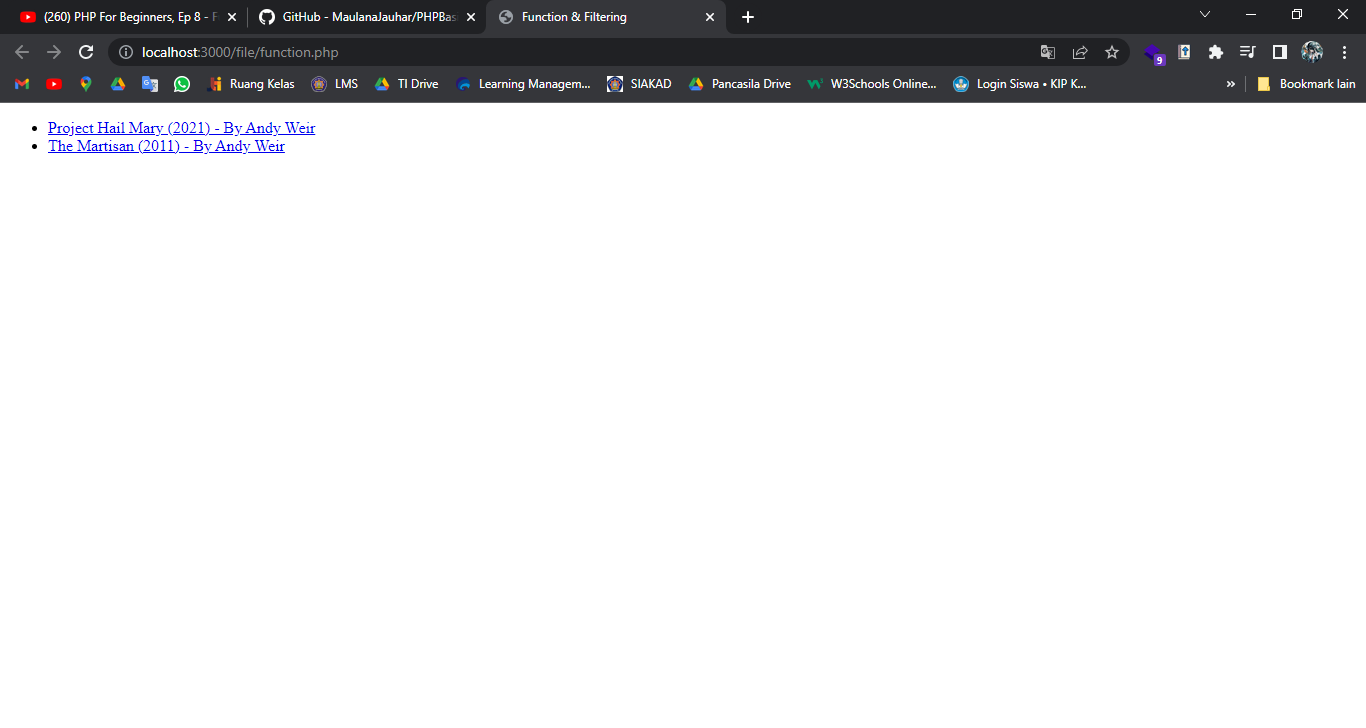 (260) PHP For Beginners, Ep 8 - F
GitHub - MaulanaJauhar/PHPBas
Function & Filtering
localhost:3000/file/function.php
9
Ruang Kelas
LMS
TI Drive
Learning Managem...
SIAKAD
Pancasila Drive
W3Schools Online...
Login Siswa • KIP K...
»
Bookmark lain
• Project Hail Mary (2021) - By Andy Weir
• The Martisan (2011) - By Andy Weir